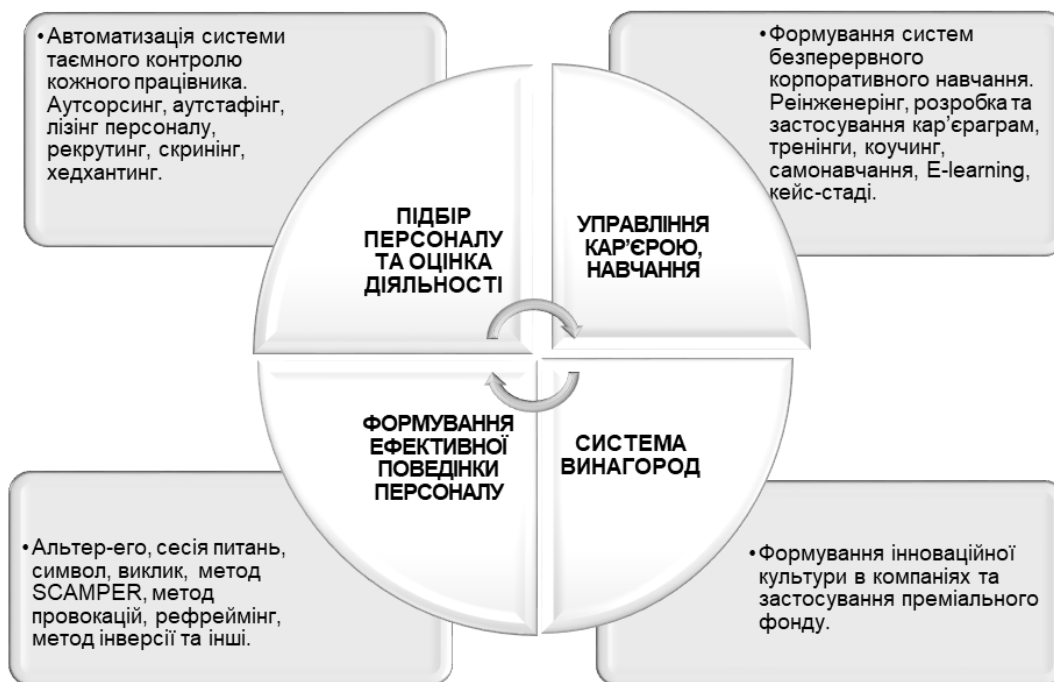 •Автоматизація системи
таємного контролю
кожного працівника.
Аутсорсинг, аутстафінг,
лізінг персоналу,
рекрутинг, скринінг,
хедхантинг.
•Формування систем
безперервного
корпоративного навчання.
Реінженерінг, розробка та
застосування кар’єраграм,
тренінги, коучинг,
самонавчання, E-learning,
кейс-стаді.
ПІДБІР
ПЕРСОНАЛУ
ТА ОЦІНКА
ДІЯЛЬНОСТІ
УПРАВЛІННЯ
КАР’ЄРОЮ,
НАВЧАННЯ
ФОРМУВАННЯ
ЕФЕКТИВНОЇ
ПОВЕДІНКИ
ПЕРСОНАЛУ
СИСТЕМА
ВИНАГОРОД
•Альтер-его, сесія питань,
символ, виклик, метод
SCAMPER, метод
провокацій, рефреймінг,
метод інверсії та інші.
•Формування інноваційної
культури в компаніях та
застосування преміального
фонду.